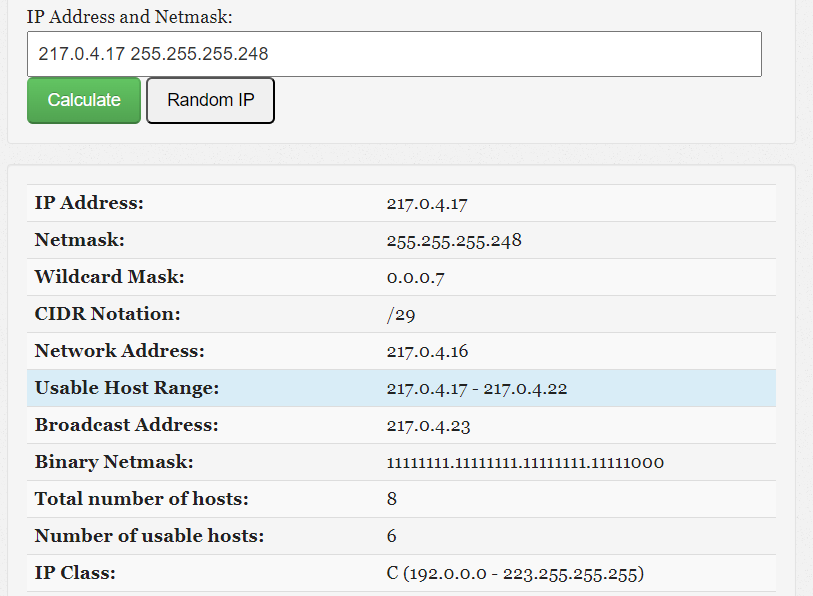 IP Address and Netmask:
217.0.4.17 255.255.255.248
Calculate Random IP
IP Address: 217.0.4.17
Netmask: 255.255.255.248
Wildcard Mask: 0.0.0.7
CIDR Notation: /29
Network Address: 217.0.4.16
Usable Host Range: 217.0.4.17 - 217.0.4.22
Broadcast Address: 217.0.4.23
Binary Netmask: 11111111.11111111.11111111.11111000
Total number of hosts: 8
Number of usable hosts: 6
IP Class: C (192.0.0.0 - 223.255.255.255)